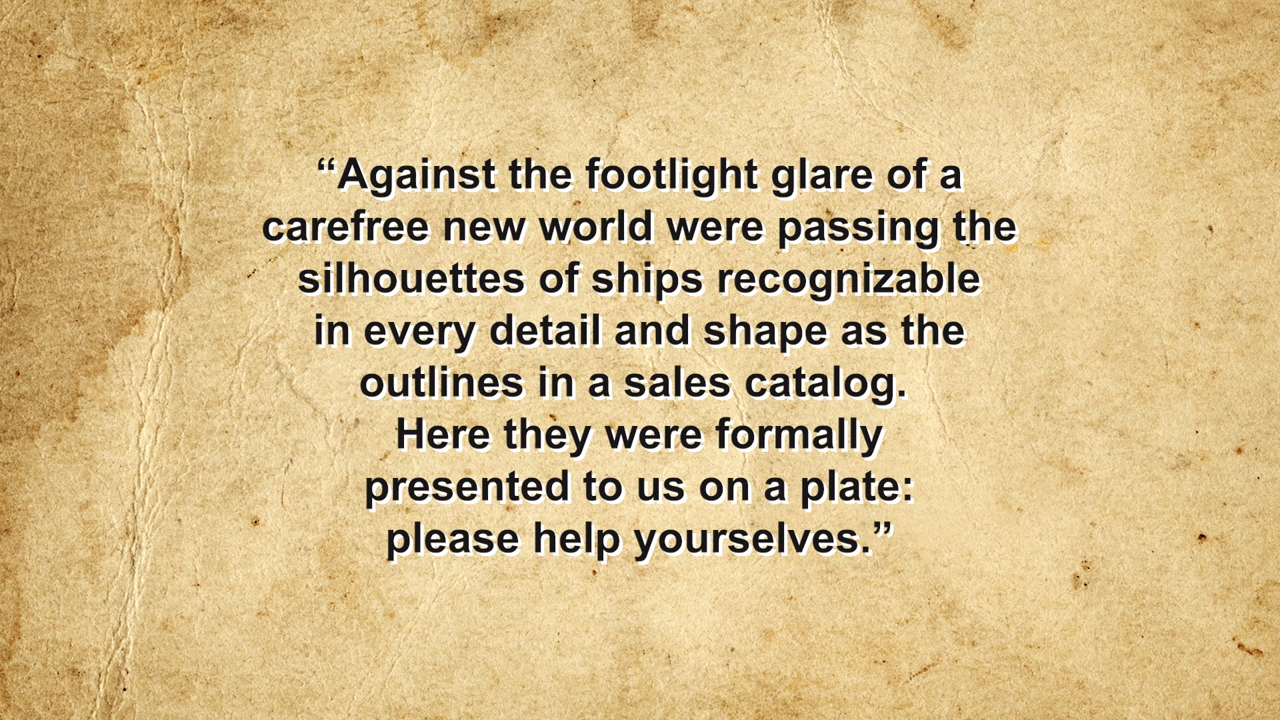 “Against the footlight glare of a
carefree new world were passing the
silhouettes of ships recognizable
in every detail and shape as the
outlines in a sales catalog.
Here they were formally
presented to us on a plate:
please help yourselves.”